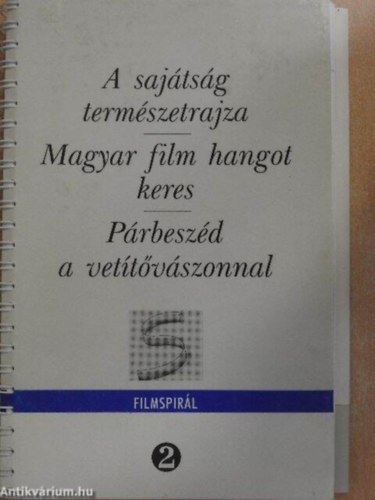 A sajátság
természetrajza
Magyar film hangot
keres
Párbeszéd
a vetítővászonnal
S
FILMSPIRÁL
2
Antikvárium.hu